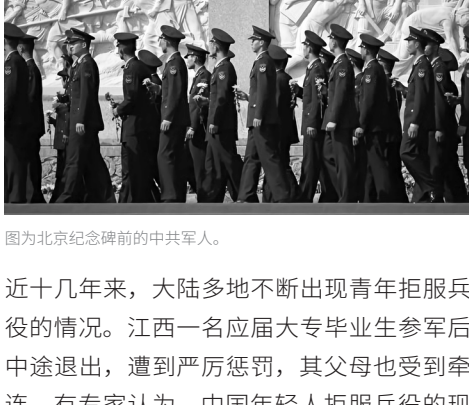 图为北京纪念碑前的中共军人。
近十几年来，大陆多地不断出现青年拒服兵
役的情况。江西一名应届大专毕业生参军后
中途退出，遭到严厉惩罚，其父母也受到牵
连。有专家认为，中国年轻人拒服兵役的现